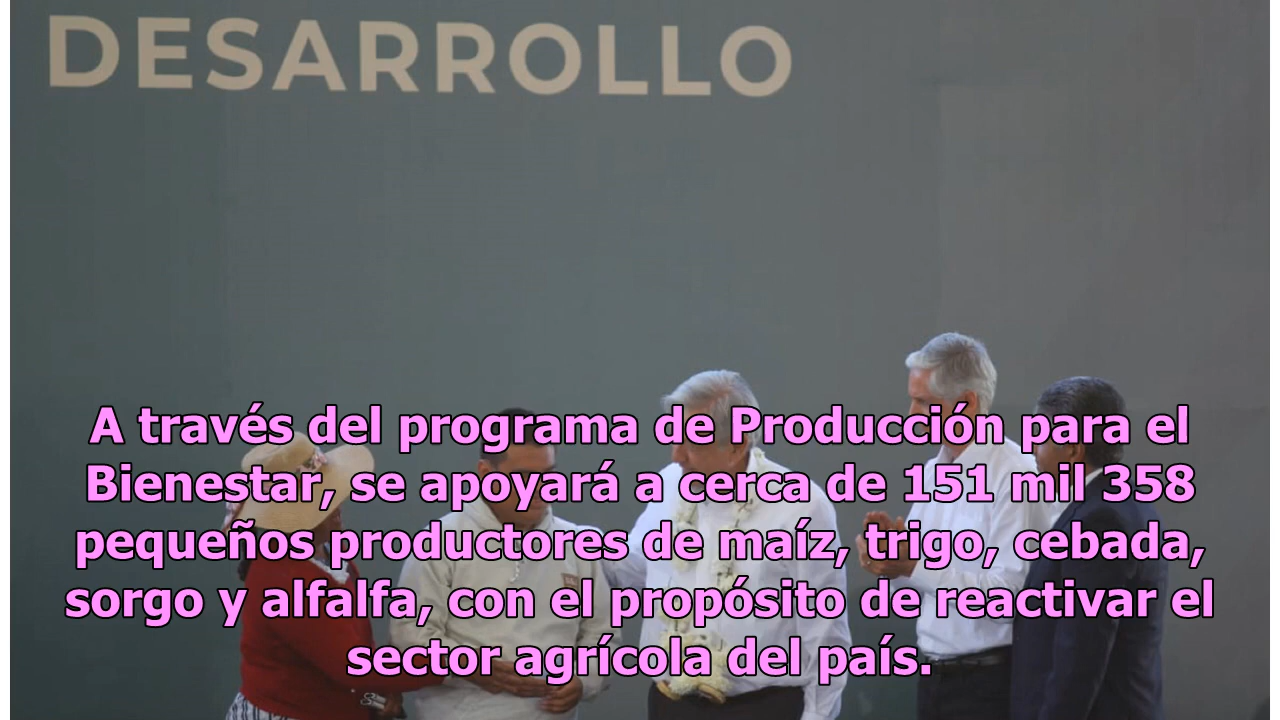 DESARROLLO
A través del programa de Producción para el
Bienestar, se apoyará a cerca de 151 mil 358
pequeños productores de maíz, trigo, cebada,
sorgo y alfalfa, con el propósito de reactivar el
sector agrícola del país.